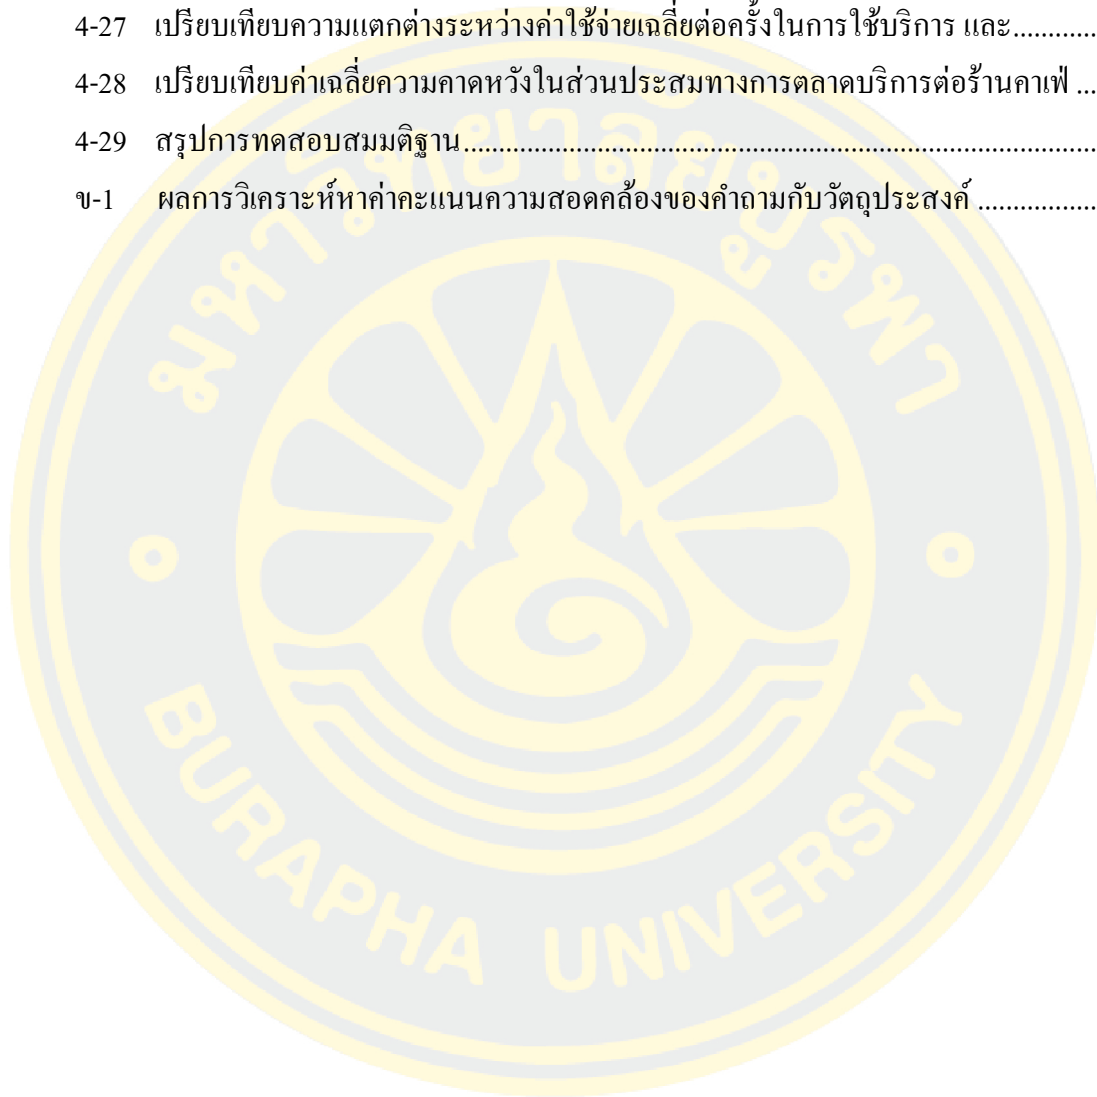 4-27 เปรียบเทียบความแตกต่างระหว่างค่าใช้จ่ายเฉลี่ยต่อครั้งในการใช้บริการ และ............
4-28 เปรียบเทียบค่าเฉลี่ยความคาดหวังในส่วนประสมทางการตลาดบริการต่อร้านคาเฟ่ ...
4-29 สรุปการทดสอบสมมติฐาน................................................................................................
ข-1 ผลการวิเคราะห์หาค่าคะแนนความสอดคล้องของคำถามกับวัตถุประสงค์ .................
มหาวิทยาลัยบูรพา
BURAPHA UNIVERSITY